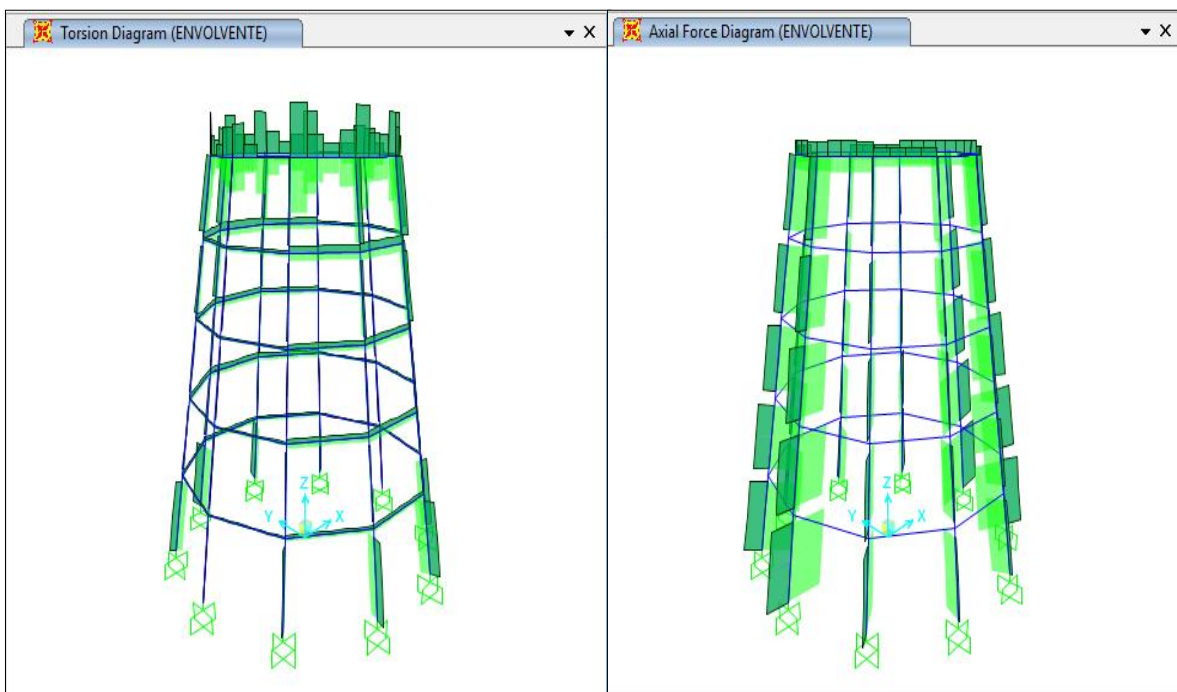 Torsion Diagram (ENVOLVENTE)
X
Z
Y X
Axial Force Diagram (ENVOLVENTE)
X
Z
Y X